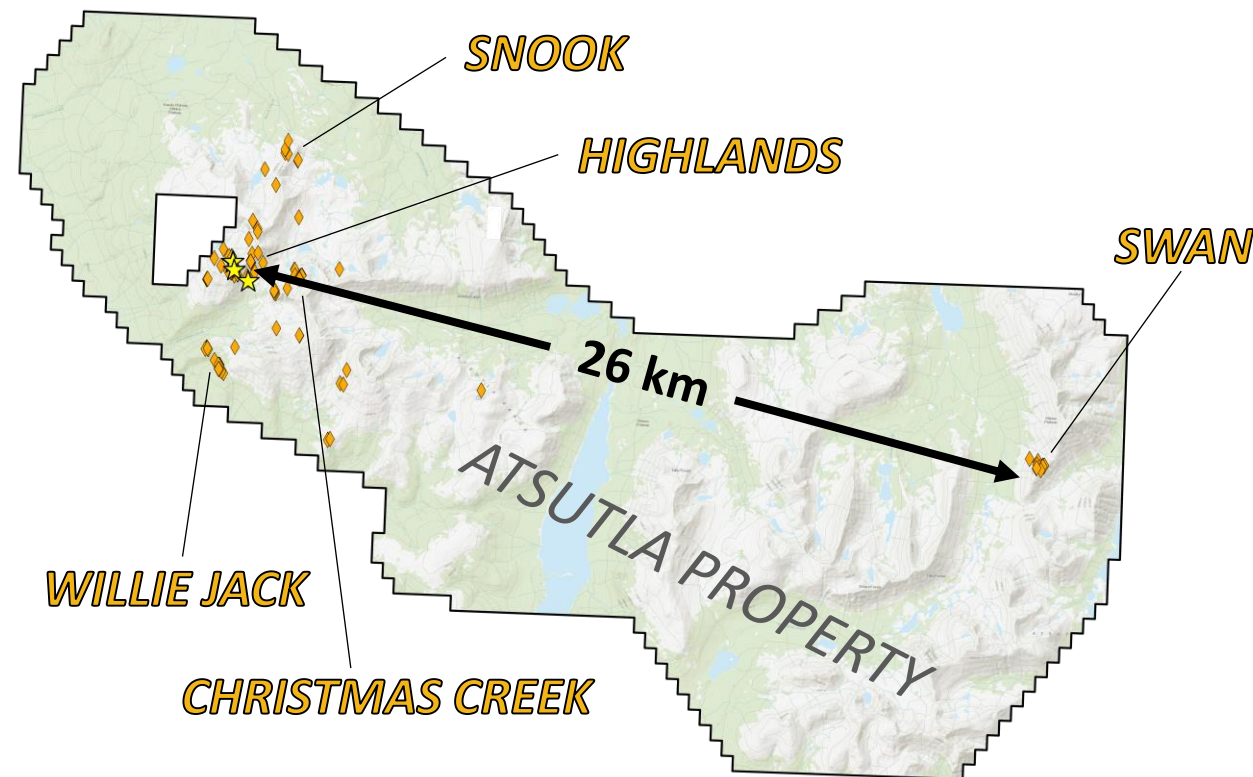 SNOOK
HIGHLANDS
SWAN
26 km
ATSUTLA PROPERTY
WILLIE JACK
CHRISTMAS CREEK